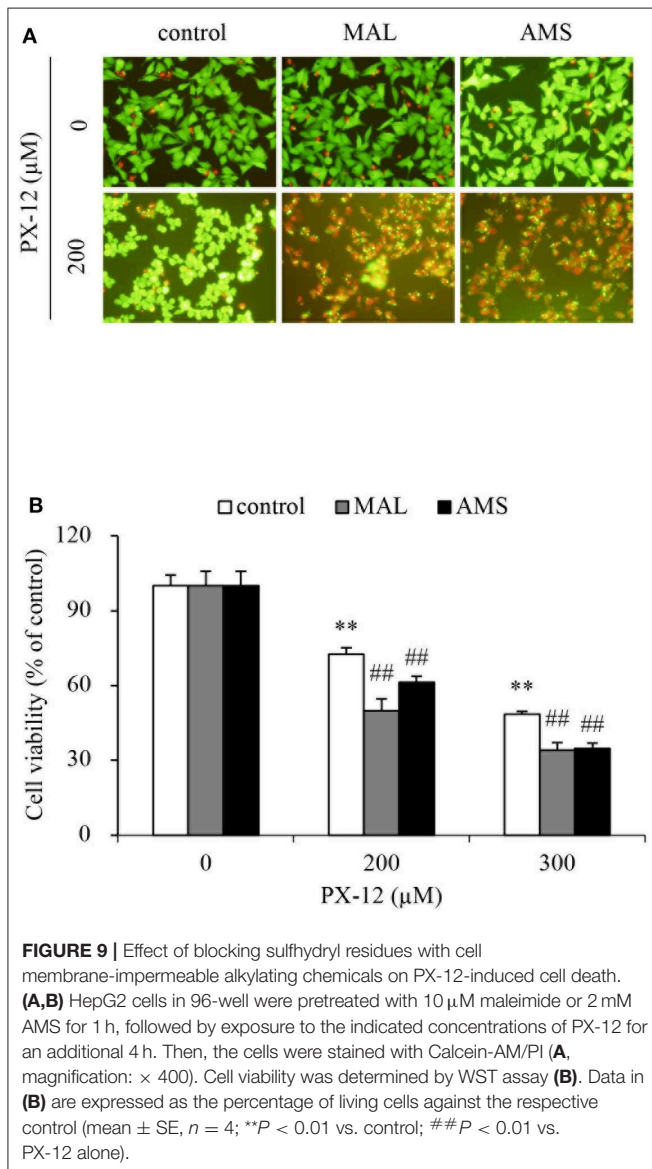 control MAL AMS
A
PX-12 (µM)
0
200
B
control MAL AMS
Cell viability (% of control)
120
90
60
30
0
**
##
##
**
##
##
0 200 300
PX-12 (µM)
FIGURE 9 | Effect of blocking sulfhydryl residues with cell
membrane-impermeable alkylating chemicals on PX-12-induced cell death.
(A,B) HepG2 cells in 96-well were pretreated with 10 µM maleimide or 2 mM
AMS for 1 h, followed by exposure to the indicated concentrations of PX-12 for
an additional 4 h. Then, the cells were stained with Calcein-AM/PI (A,
magnification: × 400). Cell viability was determined by WST assay (B). Data in
(B) are expressed as the percentage of living cells against the respective
control (mean ± SE, n = 4; **P < 0.01 vs. control; ##P < 0.01 vs.
PX-12 alone).